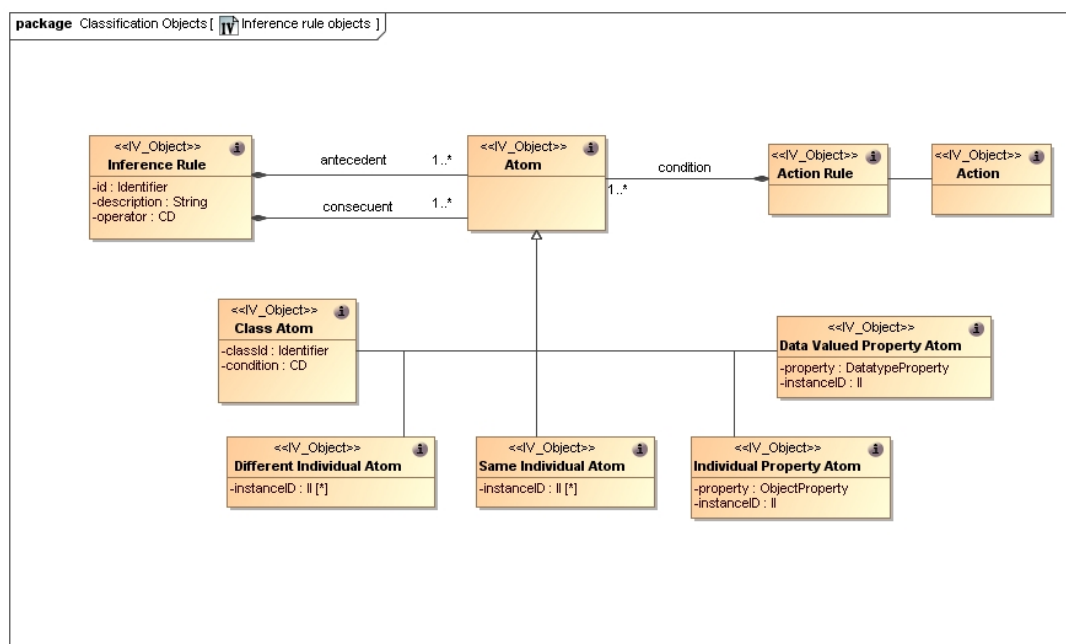 package Classification Objects [ IV Inference rule objects ]
<<IV_Object>>
Inference Rule
-id : Identifier
-description : String
-operator : CD
antecedent
1..*
consecuent
1..*
<<IV_Object>>
Atom
condition
1..*
<<IV_Object>>
Action Rule
<<IV_Object>>
Action
<<IV_Object>>
Class Atom
-classId : Identifier
-condition : CD
<<IV_Object>>
Data Valued Property Atom
-property : DatatypeProperty
-instanceID : II
<<IV_Object>>
Different Individual Atom
-instanceID : II [*]
<<IV_Object>>
Same Individual Atom
-instanceID : II [*]
<<IV_Object>>
Individual Property Atom
-property : ObjectProperty
-instanceID : II